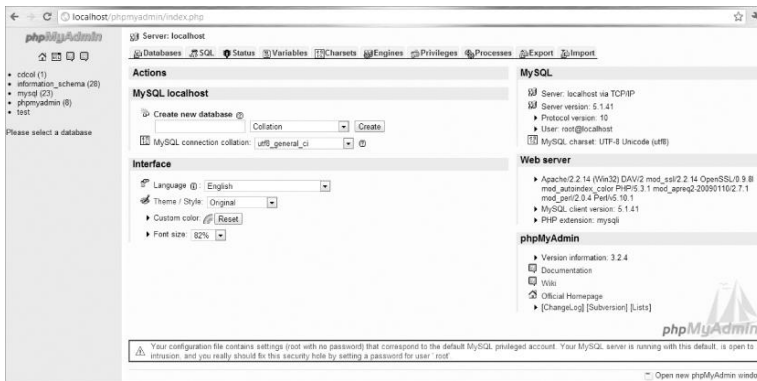 localhost/phpmyadmin/index.php
phpMyAdmin
cdcol (1)
information_schema (28)
mysql (23)
phpmyadmin (8)
test
Please select a database
Server: localhost
Databases SQL Status Variables Charsets Engines Privileges Processes Export Import
Actions
MySQL localhost
Create new database
Collation Create
MySQL connection collation: utf8_general_ci
Interface
Language : English
Theme / Style: Original
Custom color: Reset
Font size: 82%
MySQL
Server: localhost via TCP/IP
Server version: 5.1.41
Protocol version: 10
User: root@localhost
MySQL charset: UTF-8 Unicode (utf8)
Web server
Apache/2.2.14 (Win32) DAV/2 mod_ssl/2.2.14 OpenSSL/0.9.8l
mod_autoindex_color PHP/5.3.1 mod_apreq2-20090110/2.7.1
mod_perl/2.0.4 Perl/v5.10.1
MySQL client version: 5.1.41
PHP extension: mysqli
phpMyAdmin
Version information: 3.2.4
Documentation
Wiki
Official Homepage
[ChangeLog] [Subversion] [Lists]
phpMyAdmin
Your configuration file contains settings (root with no password) that correspond to the default MySQL privileged account. Your MySQL server is running with this default, is open to
intrusion, and you really should fix this security hole by setting a password for user 'root'.
Open new phpMyAdmin windo